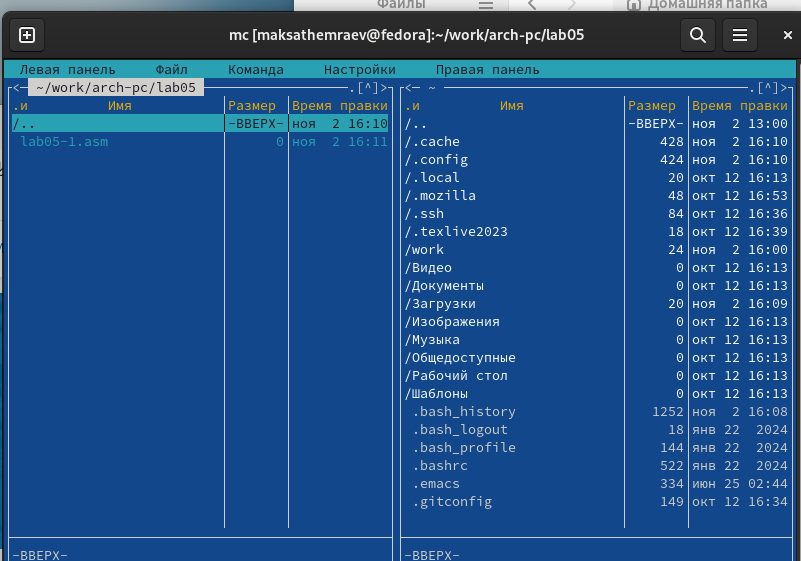 Файлы
Домашняя папка
mc [maksathemraev@fedora]:~/work/arch-pc/lab05
Левая панель Файл Команда Настройки Правая панель
<— ~/work/arch-pc/lab05 .[^]>
.и Имя Размер Время правки
/.. -ВВЕРХ- ноя 2 16:10
lab05-1.asm 0 ноя 2 16:11
-ВВЕРХ-
<— ~ .[^]>
.и Имя Размер Время правки
/.. -ВВЕРХ- ноя 2 13:00
/.cache 428 ноя 2 16:10
/.config 424 ноя 2 16:10
/.local 20 окт 12 16:13
/.mozilla 48 окт 12 16:53
/.ssh 84 окт 12 16:36
/.texlive2023 18 окт 12 16:39
/work 24 ноя 2 16:00
/Видео 0 окт 12 16:13
/Документы 0 окт 12 16:13
/Загрузки 20 ноя 2 16:09
/Изображения 0 окт 12 16:13
/Музыка 0 окт 12 16:13
/Общедоступные 0 окт 12 16:13
/Рабочий стол 0 окт 12 16:13
/Шаблоны 0 окт 12 16:13
.bash_history 1252 ноя 2 16:08
.bash_logout 18 янв 22 2024
.bash_profile 144 янв 22 2024
.bashrc 522 янв 22 2024
.emacs 334 июн 25 02:44
.gitconfig 149 окт 12 16:34
-ВВЕРХ-